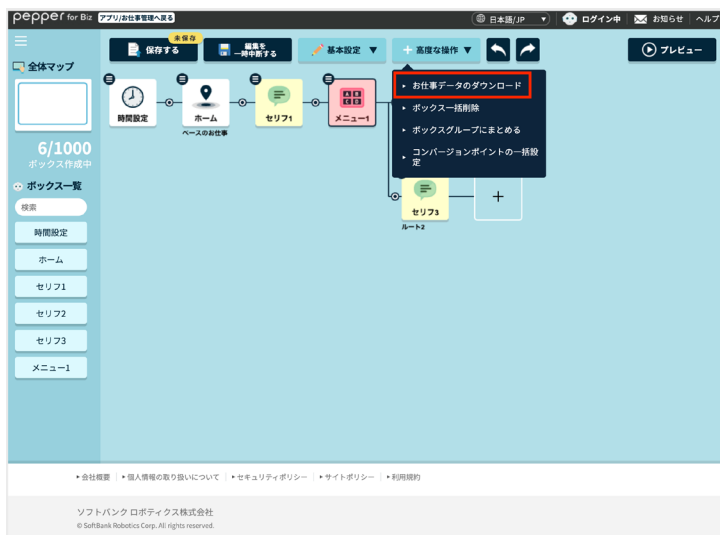 pepper for Biz アプリ/お仕事管理へ戻る 日本語/JP ▼ ログイン中 お知らせ ヘルプ
未保存
保存する 編集を
一時中断する 基本設定 ▼ + 高度な操作 ▼ プレビュー
全体マップ
6/1000
ボックス作成中
ボックス一覧
検索
時間設定
ホーム
セリフ1
セリフ2
セリフ3
メニュー1
時間設定
ホーム
ベースのお仕事
セリフ1
A B
C D
メニュー1
お仕事データのダウンロード
ボックス一括削除
ボックスグループにまとめる
コンバージョンポイントの一括設
定
セリフ3
ルート2
+
会社概要 個人情報の取り扱いについて セキュリティポリシー サイトポリシー 利用規約
ソフトバンク ロボティクス株式会社
© SoftBank Robotics Corp. All rights reserved.